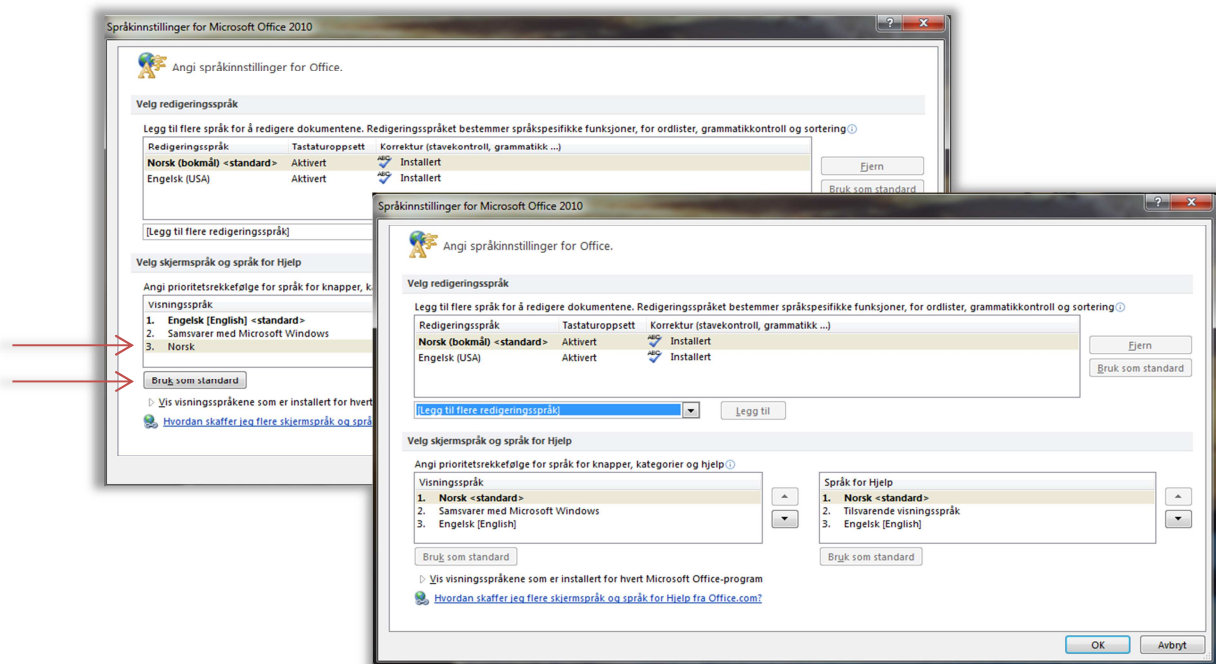 Språkinnstillinger for Microsoft Office 2010
Angi språkinnstillinger for Office.
Velg redigeringsspråk
Legg til flere språk for å redigere dokumentene. Redigeringsspråket bestemmer språkspesifikke funksjoner, for ordlister, grammatikkontroll og sortering
Redigeringsspråk Tastaturoppsett Korrektur (stavekontroll, grammatikk ...)
Norsk (bokmål) <standard> Aktivert Installert
Engelsk (USA) Aktivert Installert
Fjern
Bruk som standard
[Legg til flere redigeringsspråk]
Velg skjermspråk og språk for Hjelp
Angi prioritetsrekkefølge for språk for knapper, k
Visningsspråk
1. Engelsk [English] <standard>
2. Samsvarer med Microsoft Windows
3. Norsk
Bruk som standard
Vis visningsspråkene som er installert for hvert
Hvordan skaffer jeg flere skjermspråk og språ
Språkinnstillinger for Microsoft Office 2010
Angi språkinnstillinger for Office.
Velg redigeringsspråk
Legg til flere språk for å redigere dokumentene. Redigeringsspråket bestemmer språkspesifikke funksjoner, for ordlister, grammatikkontroll og sortering
Redigeringsspråk Tastaturoppsett Korrektur (stavekontroll, grammatikk ...)
Norsk (bokmål) <standard> Aktivert Installert
Engelsk (USA) Aktivert Installert
Fjern
Bruk som standard
[Legg til flere redigeringsspråk] Legg til
Velg skjermspråk og språk for Hjelp
Angi prioritetsrekkefølge for språk for knapper, kategorier og hjelp
Visningsspråk
1. Norsk <standard>
2. Samsvarer med Microsoft Windows
3. Engelsk [English]
Bruk som standard
Språk for Hjelp
1. Norsk <standard>
2. Tilsvarende visningsspråk
3. Engelsk [English]
Bruk som standard
Vis visningsspråkene som er installert for hvert Microsoft Office-program
Hvordan skaffer jeg flere skjermspråk og språk for Hjelp fra Office.com?
OK Avbryt